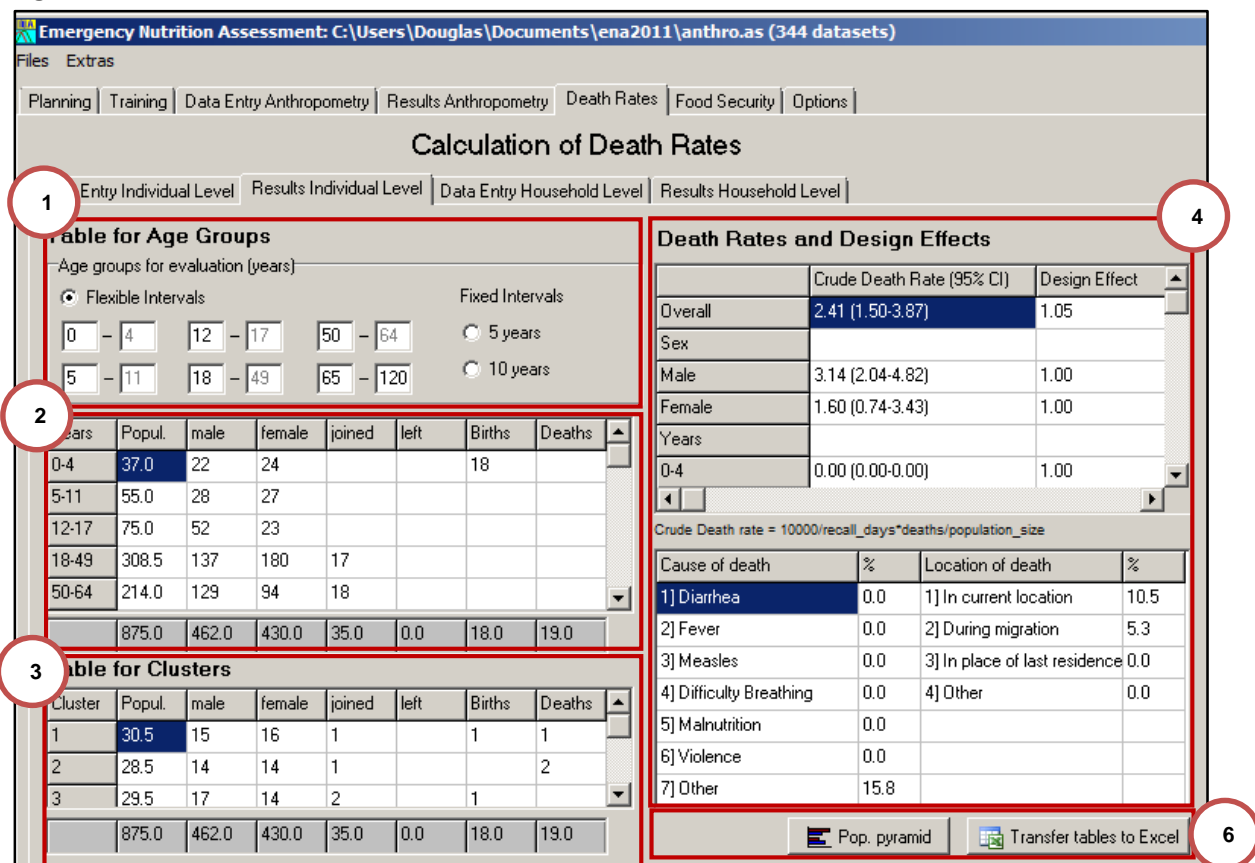 Emergency Nutrition Assessment: C:\Users\Douglas\Documents\ena2011\anthro.as (344 datasets)
Files Extras
Planning Training Data Entry Anthropometry Results Anthropometry Death Rates Food Security Options
Calculation of Death Rates
Entry Individual Level Results Individual Level Data Entry Household Level Results Household Level
1
Table for Age Groups
Age groups for evaluation (years)
Flexible Intervals Fixed Intervals
0 – 4 12 – 17 50 – 64 5 years
5 – 11 18 – 49 65 – 120 10 years
2
Years Popul. male female joined left Births Deaths
0-4 37.0 22 24 18
5-11 55.0 28 27
12-17 75.0 52 23
18-49 308.5 137 180 17
50-64 214.0 129 94 18
875.0 462.0 430.0 35.0 0.0 18.0 19.0
3
Table for Clusters
Cluster Popul. male female joined left Births Deaths
1 30.5 15 16 1 1 1
2 28.5 14 14 1 2
3 29.5 17 14 2 1
875.0 462.0 430.0 35.0 0.0 18.0 19.0
4
Death Rates and Design Effects
Crude Death Rate (95% CI) Design Effect
Overall 2.41 (1.50-3.87) 1.05
Sex
Male 3.14 (2.04-4.82) 1.00
Female 1.60 (0.74-3.43) 1.00
Years
0-4 0.00 (0.00-0.00) 1.00
Crude Death rate = 10000/recall_days*deaths/population_size
Cause of death % Location of death %
1] Diarrhea 0.0 1] In current location 10.5
2] Fever 0.0 2] During migration 5.3
3] Measles 0.0 3] In place of last residence 0.0
4] Difficulty Breathing 0.0 4] Other 0.0
5] Malnutrition 0.0
6] Violence 0.0
7] Other 15.8
Pop. pyramid Transfer tables to Excel
6